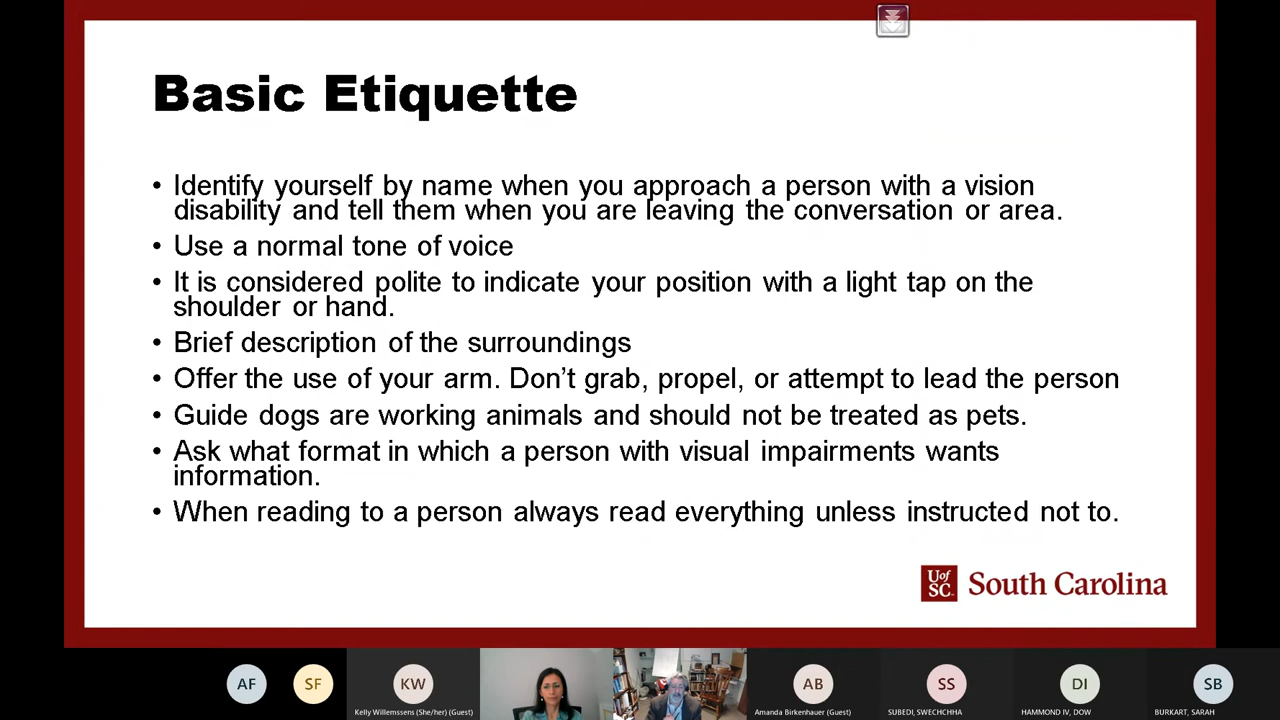 Basic Etiquette
• Identify yourself by name when you approach a person with a vision
disability and tell them when you are leaving the conversation or area.
• Use a normal tone of voice
• It is considered polite to indicate your position with a light tap on the
shoulder or hand.
• Brief description of the surroundings
• Offer the use of your arm. Don’t grab, propel, or attempt to lead the person
• Guide dogs are working animals and should not be treated as pets.
• Ask what format in which a person with visual impairments wants
information.
• When reading to a person always read everything unless instructed not to.
UofSC South Carolina
AF
SF
KW
AB
SS
DI
SB
Kelly Willemssens (She/her) (Guest)
Amanda Birkenhauer (Guest)
SUBEDI, SWECHCHHA
HAMMOND IV, DOW
BURKART, SARAH